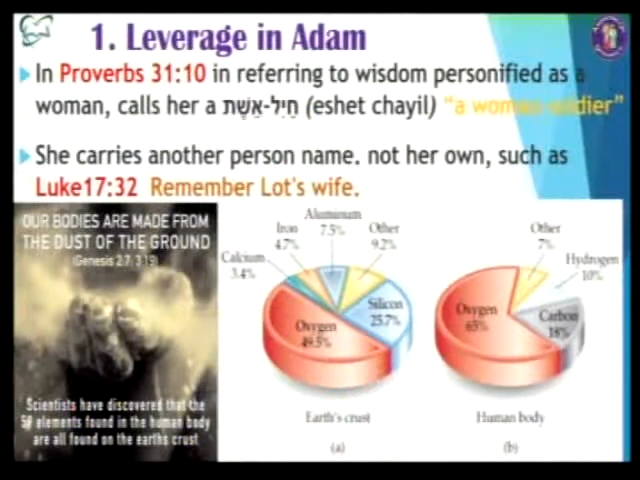 1. Leverage in Adam
In Proverbs 31:10 in referring to wisdom personified as a
woman, calls her a חַיִל-אֵשֶׁת (eshet chayil) “a woman soldier”
She carries another person name. not her own, such as
Luke17:32 Remember Lot's wife.
OUR BODIES ARE MADE FROM
THE DUST OF THE GROUND
(Genesis 2:7, 3:19)
Scientists have discovered that the
elements found in the human body
are all found on the earths crust
Aluminum
7.5%
Iron
4.7%
Other
9.2%
Calcium
3.4%
Silicon
25.7%
Oxygen
49.5%
Earth's crust
(a)
Other
7%
Hydrogen
10%
Oxygen
65%
Carbon
18%
Human body
(b)